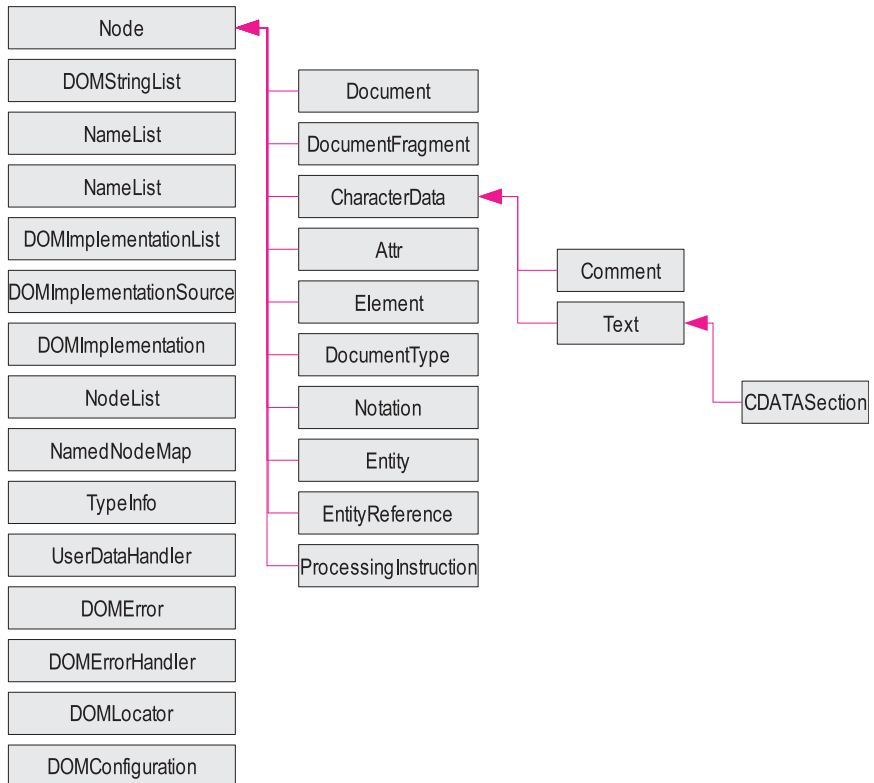 Node
DOMStringList
NameList
NameList
DOMImplementationList
DOMImplementationSource
DOMImplementation
NodeList
NamedNodeMap
TypeInfo
UserDataHandler
DOMError
DOMErrorHandler
DOMLocator
DOMConfiguration
Document
DocumentFragment
CharacterData
Attr
Element
DocumentType
Notation
Entity
EntityReference
ProcessingInstruction
Comment
Text
CDATASection